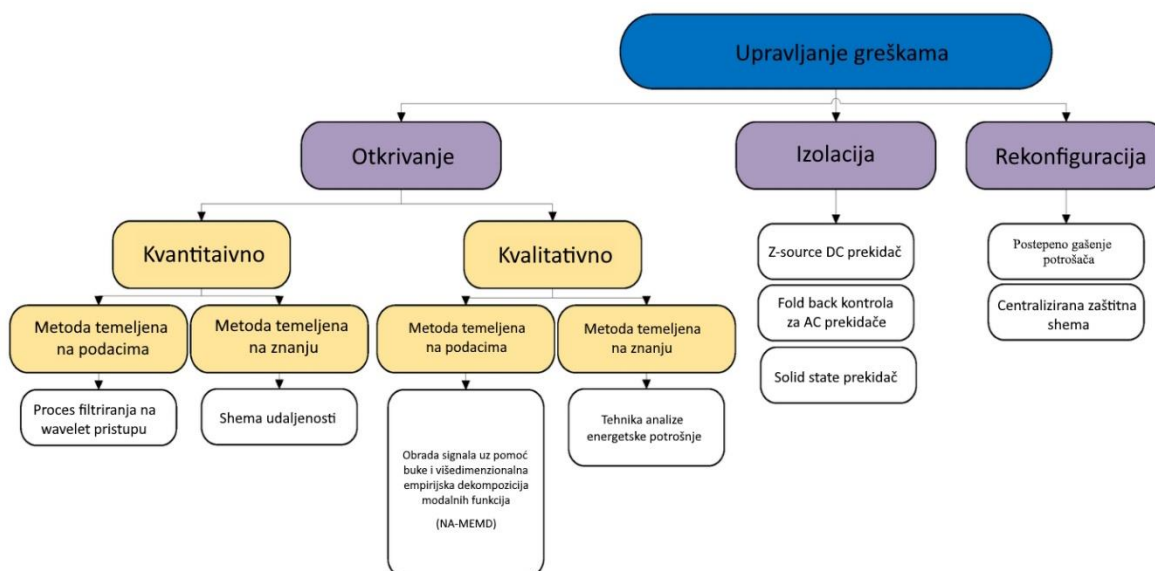 Upravljanje greškama
Otkrivanje
Izolacija
Rekonfiguracija
Kvantitaivno
Kvalitativno
Z-source DC prekidač
Postepeno gašenje
potrošača
Fold back kontrola
za AC prekidače
Centralizirana zaštitna
shema
Metoda temeljena
na podacima
Metoda temeljena
na znanju
Metoda temeljena
na podacima
Metoda temeljena
na znanju
Solid state prekidač
Proces filtriranja na
wavelet pristupu
Shema udaljenosti
Obrada signala uz pomoć
buke i višedimenzionalna
empirijska dekompozicija
modalnih funkcija
(NA-MEMD)
Tehnika analize
energetske potrošnje